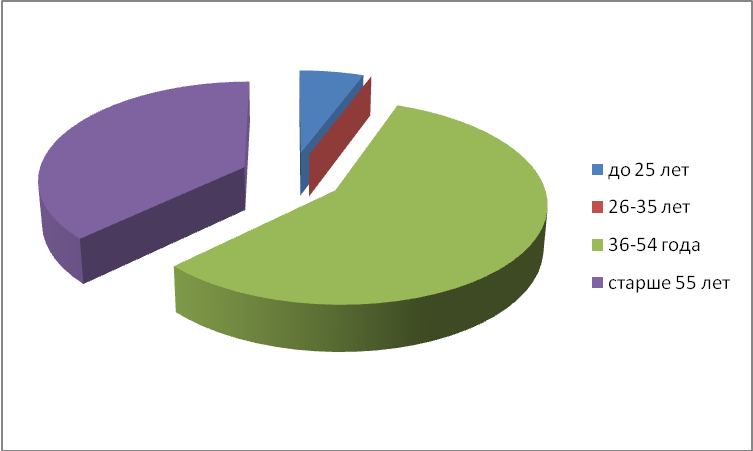 до 25 лет
26-35 лет
36-54 года
старше 55 лет